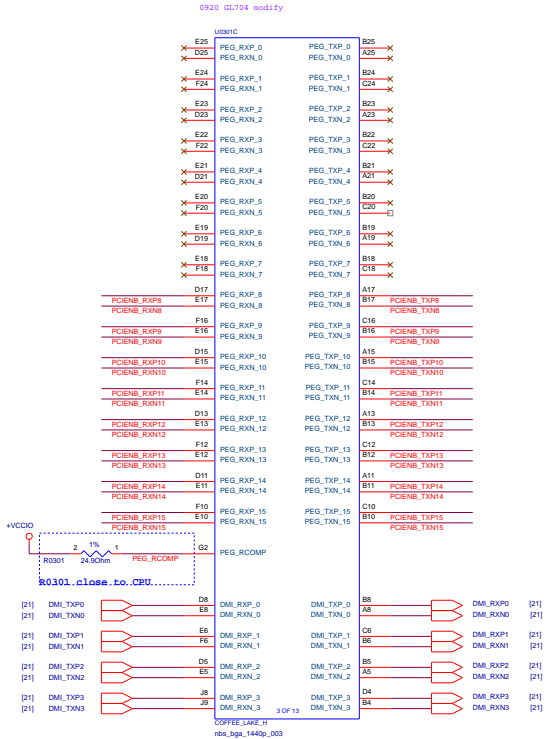 0920 GL704 modify
U0301C
E25 PEG_RXP_0 PEG_TXP_0 B25
D25 PEG_RXN_0 PEG_TXN_0 A25
E24 PEG_RXP_1 PEG_TXP_1 B24
F24 PEG_RXN_1 PEG_TXN_1 C24
E23 PEG_RXP_2 PEG_TXP_2 B23
D23 PEG_RXN_2 PEG_TXN_2 A23
E22 PEG_RXP_3 PEG_TXP_3 B22
F22 PEG_RXN_3 PEG_TXN_3 C22
E21 PEG_RXP_4 PEG_TXP_4 B21
D21 PEG_RXN_4 PEG_TXN_4 A21
E20 PEG_RXP_5 PEG_TXP_5 B20
F20 PEG_RXN_5 PEG_TXN_5 C20
E19 PEG_RXP_6 PEG_TXP_6 B19
D19 PEG_RXN_6 PEG_TXN_6 A19
E18 PEG_RXP_7 PEG_TXP_7 B18
F18 PEG_RXN_7 PEG_TXN_7 C18
D17 PEG_RXP_8 PEG_TXP_8 A17
PCIENB_RXP8 E17 PEG_RXN_8 PEG_TXN_8 B17 PCIENB_TXP8
PCIENB_RXN8 PCIENB_TXN8
F16 PEG_RXP_9 PEG_TXP_9 C16
PCIENB_RXP9 E16 PEG_RXN_9 PEG_TXN_9 B16 PCIENB_TXP9
PCIENB_RXN9 PCIENB_TXN9
D15 PEG_RXP_10 PEG_TXP_10 A15
PCIENB_RXP10 E15 PEG_RXN_10 PEG_TXN_10 B15 PCIENB_TXP10
PCIENB_RXN10 PCIENB_TXN10
F14 PEG_RXP_11 PEG_TXP_11 C14
PCIENB_RXP11 E14 PEG_RXN_11 PEG_TXN_11 B14 PCIENB_TXP11
PCIENB_RXN11 PCIENB_TXN11
D13 PEG_RXP_12 PEG_TXP_12 A13
PCIENB_RXP12 E13 PEG_RXN_12 PEG_TXN_12 B13 PCIENB_TXP12
PCIENB_RXN12 PCIENB_TXN12
F12 PEG_RXP_13 PEG_TXP_13 C12
PCIENB_RXP13 E12 PEG_RXN_13 PEG_TXN_13 B12 PCIENB_TXP13
PCIENB_RXN13 PCIENB_TXN13
D11 PEG_RXP_14 PEG_TXP_14 A11
PCIENB_RXP14 E11 PEG_RXN_14 PEG_TXN_14 B11 PCIENB_TXP14
PCIENB_RXN14 PCIENB_TXN14
F10 PEG_RXP_15 PEG_TXP_15 C10
PCIENB_RXP15 E10 PEG_RXN_15 PEG_TXN_15 B10 PCIENB_TXP15
PCIENB_RXN15 PCIENB_TXN15
+VCCIO
2 1% 1 G2 PEG_RCOMP
R0301 24.9Ohm PEG_RCOMP
R0301 close to CPU
[21] DMI_TXP0 D8 DMI_RXP_0 DMI_TXP_0 B8 DMI_RXP0 [21]
[21] DMI_TXN0 E8 DMI_RXN_0 DMI_TXN_0 A8 DMI_RXN0 [21]
[21] DMI_TXP1 E6 DMI_RXP_1 DMI_TXP_1 C6 DMI_RXP1 [21]
[21] DMI_TXN1 F6 DMI_RXN_1 DMI_TXN_1 B6 DMI_RXN1 [21]
[21] DMI_TXP2 D5 DMI_RXP_2 DMI_TXP_2 B5 DMI_RXP2 [21]
[21] DMI_TXN2 E5 DMI_RXN_2 DMI_TXN_2 A5 DMI_RXN2 [21]
[21] DMI_TXP3 J8 DMI_RXP_3 DMI_TXP_3 D4 DMI_RXP3 [21]
[21] DMI_TXN3 J9 DMI_RXN_3 DMI_TXN_3 B4 DMI_RXN3 [21]
3 OF 13
COFFEE_LAKE_H
nbs_bga_1440p_003